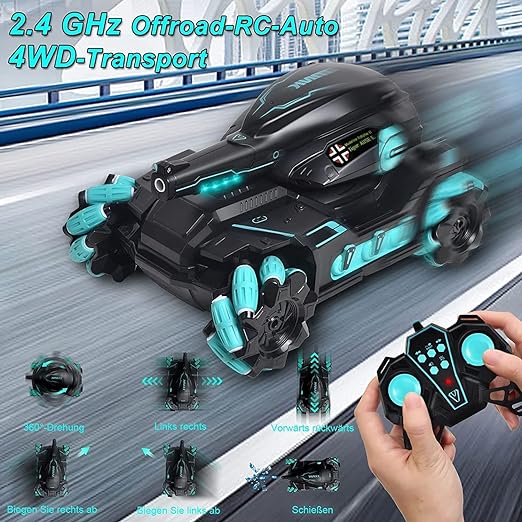 2.4 GHz Offroad-RC-Auto
4WD-Transport
360°-Drehung
Links rechts
Vorwärts rückwärts
Biegen Sie rechts ab
Biegen Sie links ab
Schießen